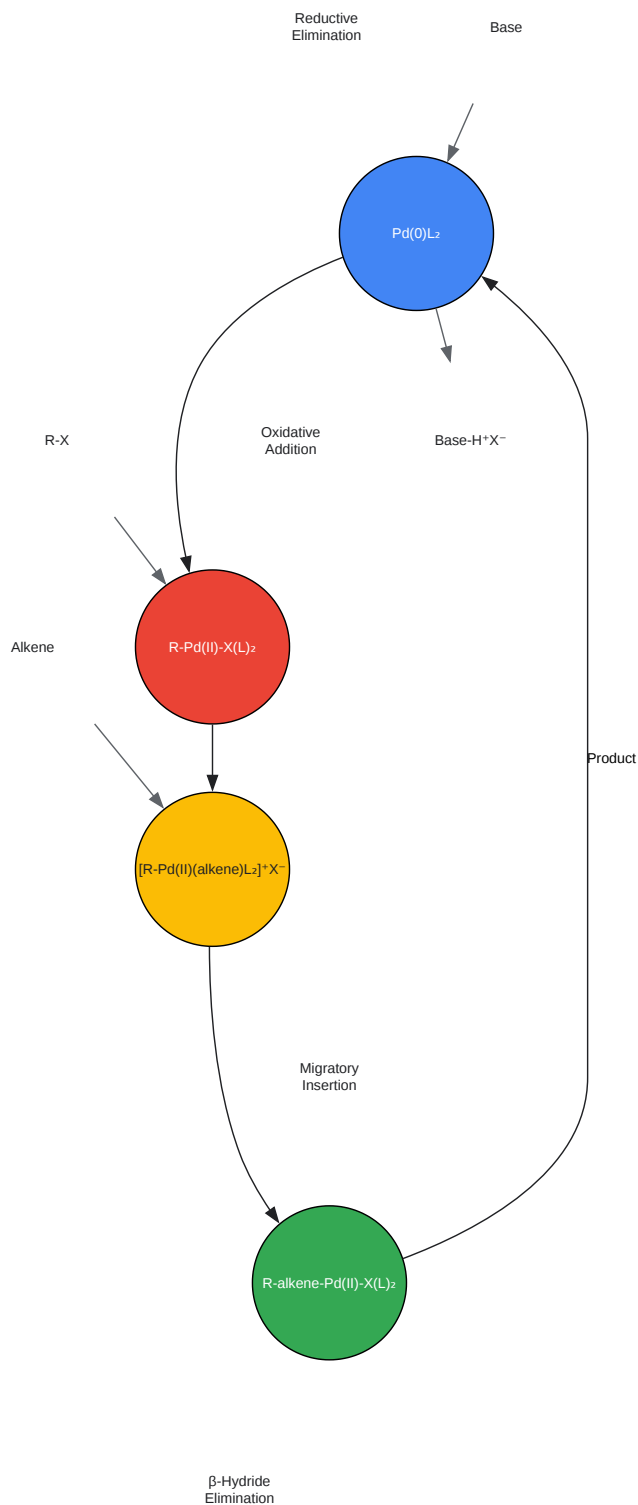 Reductive
Elimination
Base
Pd(0)L₂
R-X
Oxidative
Addition
Base-H⁺X⁻
Alkene
R-Pd(II)-X(L)₂
Product
[R-Pd(II)(alkene)L₂]⁺X⁻
Migratory
Insertion
R-alkene-Pd(II)-X(L)₂
β-Hydride
Elimination